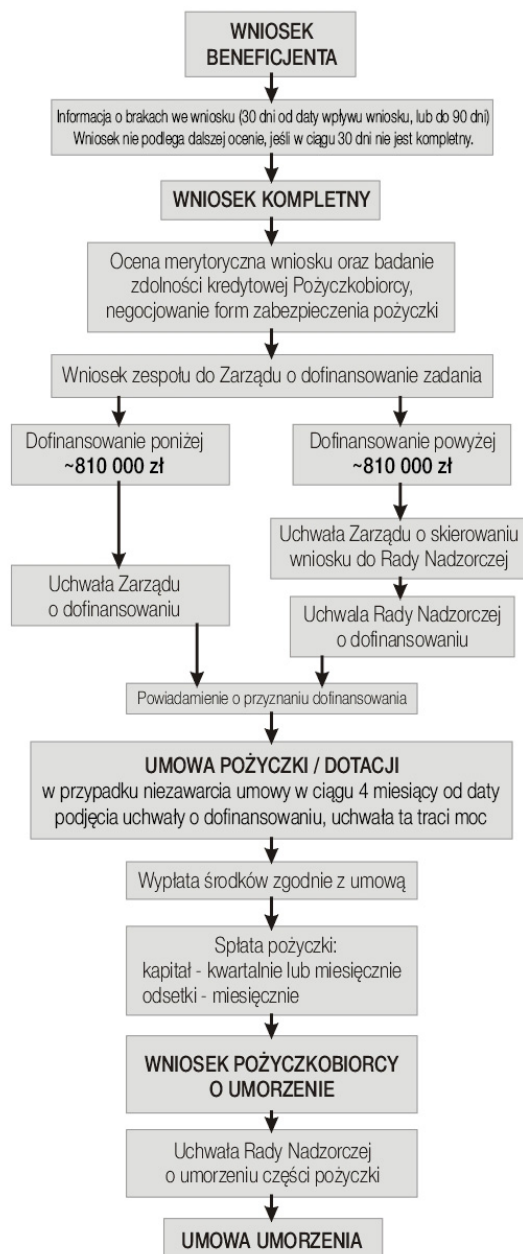 WNIOSEK
BENEFICJENTA
Informacja o brakach we wniosku (30 dni od daty wpływu wniosku, lub do 90 dni)
Wniosek nie podlega dalszej ocenie, jeśli w ciągu 30 dni nie jest kompletny.
WNIOSEK KOMPLETNY
Ocena merytoryczna wniosku oraz badanie
zdolności kredytowej Pożyczkobiorcy,
negocjowanie form zabezpieczenia pożyczki
Wniosek zespołu do Zarządu o dofinansowanie zadania
Dofinansowanie poniżej
~810 000 zł
Dofinansowanie powyżej
~810 000 zł
Uchwała Zarządu o skierowaniu
wniosku do Rady Nadzorczej
Uchwała Zarządu
o dofinansowaniu
Uchwala Rady Nadzorczej
o dofinansowaniu
Powiadamienie o przyznaniu dofinansowania
UMOWA POŻYCZKI / DOTACJI
w przypadku niezawarcia umowy w ciągu 4 miesiący od daty
podjęcia uchwały o dofinansowaniu, uchwała ta traci moc
Wypłata środków zgodnie z umową
Spłata pożyczki:
kapitał - kwartalnie lub miesięcznie
odsetki - miesięcznie
WNIOSEK POŻYCZKOBIORCY
O UMORZENIE
Uchwała Rady Nadzorczej
o umorzeniu części pożyczki
UMOWA UMORZENIA